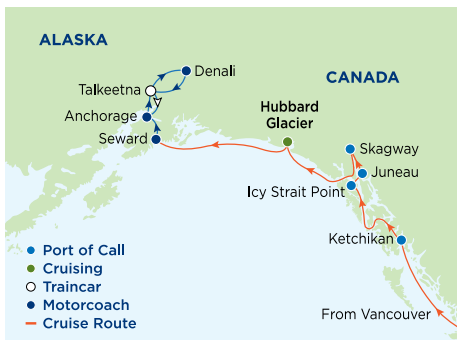 ALASKA
Denali
CANADA
Talkeetna
Anchorage
Hubbard
Glacier
Seward
Skagway
Juneau
Icy Strait Point
Ketchikan
Port of Call
Cruising
Traincar
Motorcoach
Cruise Route
From Vancouver